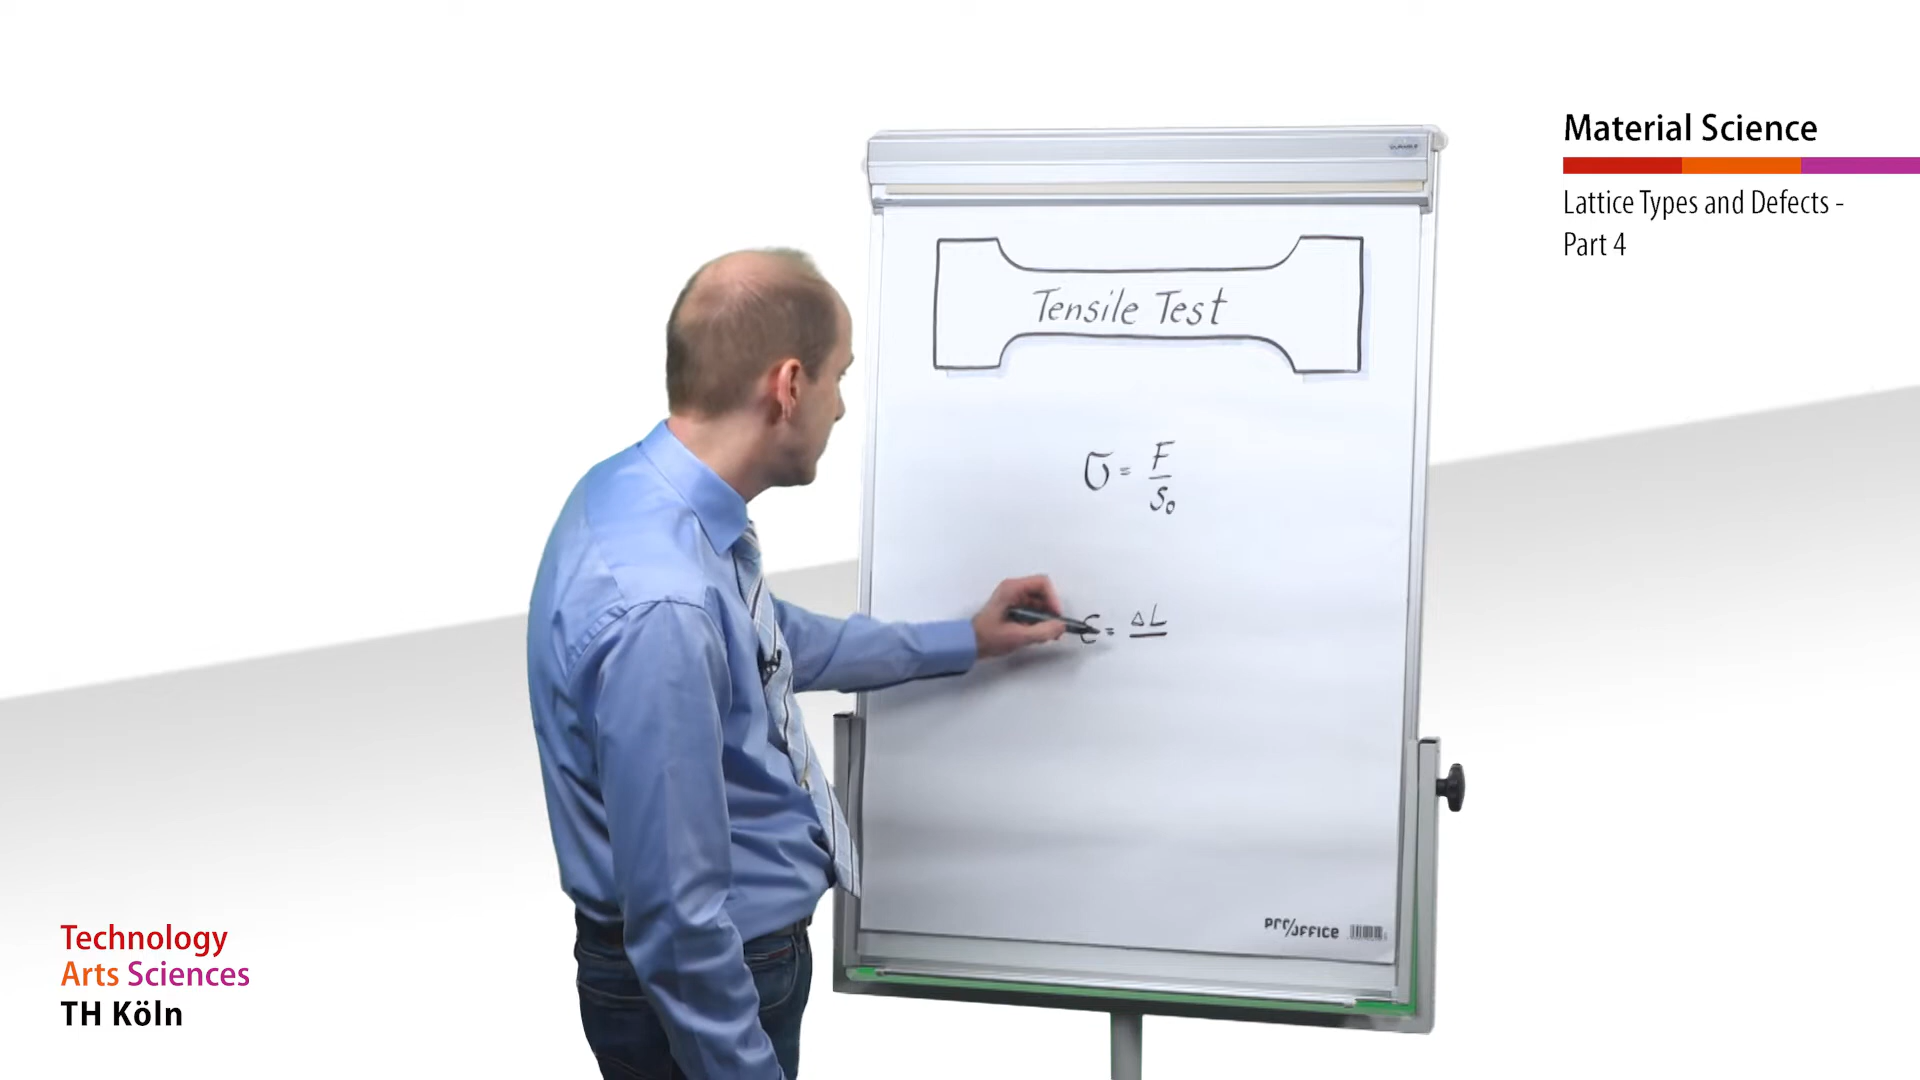 Material Science
Lattice Types and Defects -
Part 4
Tensile Test
σ = F
S₀
ε = ΔL
PRO/OFFICE
Technology
Arts Sciences
TH Köln